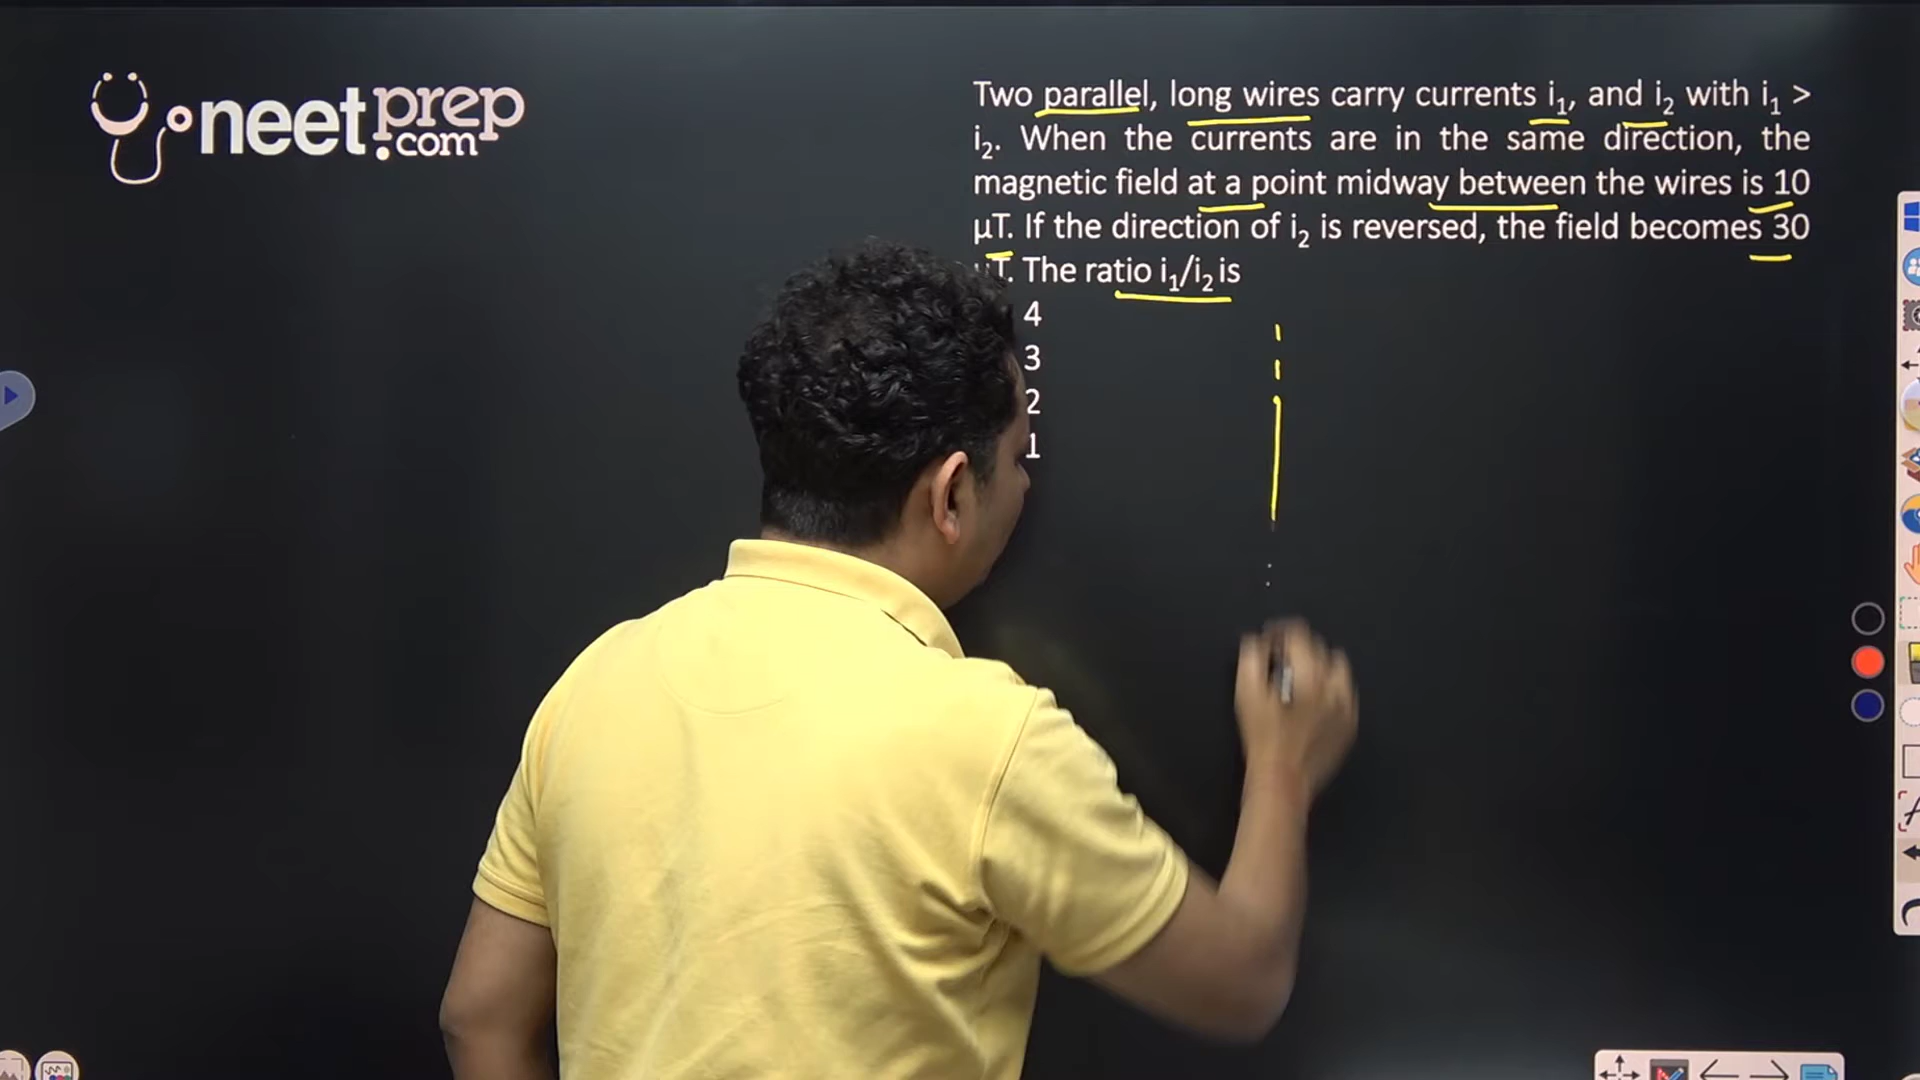 neetprep
.com
Two parallel, long wires carry currents i₁, and i₂ with i₁ >
i₂. When the currents are in the same direction, the
magnetic field at a point midway between the wires is 10
μT. If the direction of i₂ is reversed, the field becomes 30
μT. The ratio i₁/i₂ is
4
3
2
1